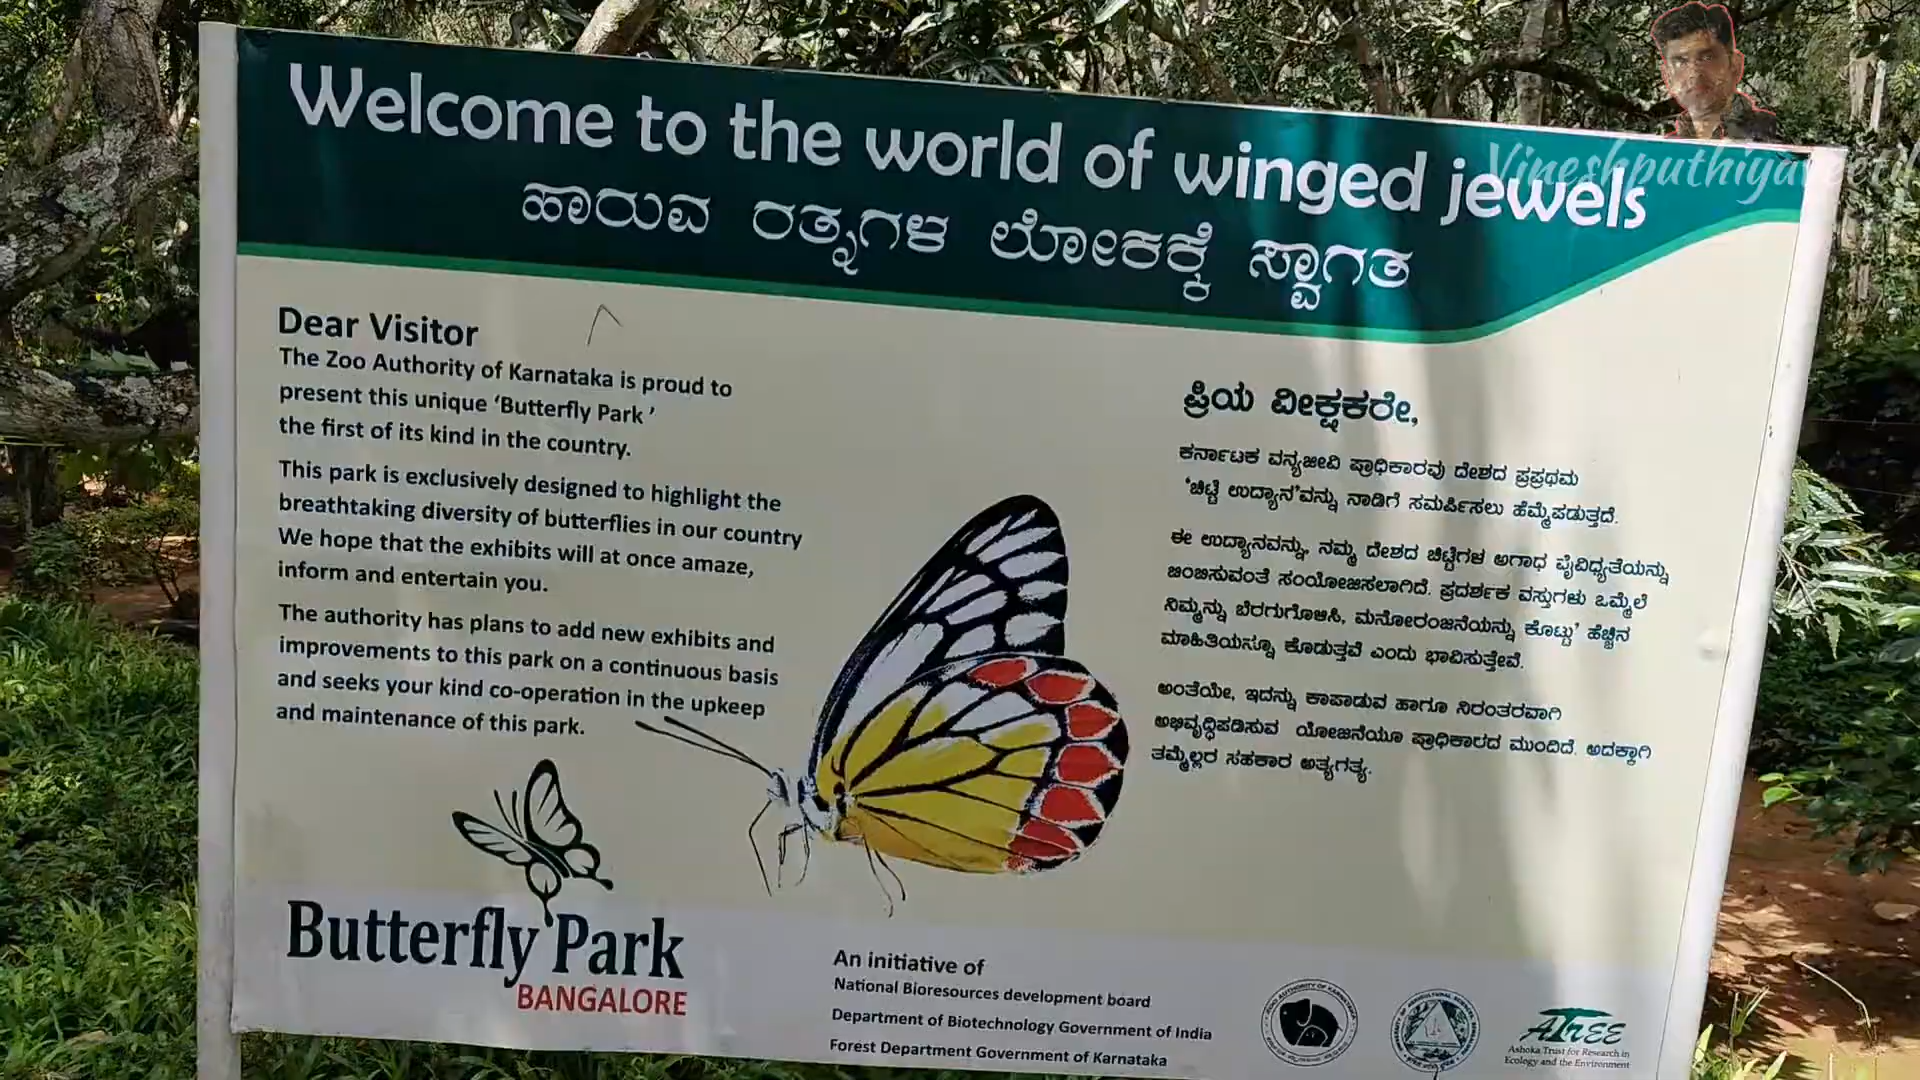 Vineshputhiyaveetil
Welcome to the world of winged jewels
ಹಾರುವ ರತ್ನಗಳ ಲೋಕಕ್ಕೆ ಸ್ವಾಗತ
Dear Visitor
The Zoo Authority of Karnataka is proud to
present this unique ‘Butterfly Park ’
the first of its kind in the country.
This park is exclusively designed to highlight the
breathtaking diversity of butterflies in our country
We hope that the exhibits will at once amaze,
inform and entertain you.
The authority has plans to add new exhibits and
improvements to this park on a continuous basis
and seeks your kind co-operation in the upkeep
and maintenance of this park.
ಪ್ರಿಯ ವೀಕ್ಷಕರೇ,
ಕರ್ನಾಟಕ ವನ್ಯಜೀವಿ ಪ್ರಾಧಿಕಾರವು ದೇಶದ ಪ್ರಪ್ರಥಮ
‘ಚಿಟ್ಟೆ ಉದ್ಯಾನ’ವನ್ನು ನಾಡಿಗೆ ಸಮರ್ಪಿಸಲು ಹೆಮ್ಮೆಪಡುತ್ತದೆ.
ಈ ಉದ್ಯಾನವನ್ನು, ನಮ್ಮ ದೇಶದ ಚಿಟ್ಟೆಗಳ ಅಗಾಧ ವೈವಿಧ್ಯತೆಯನ್ನು
ಬಿಂಬಿಸುವಂತೆ ಸಂಯೋಜಿಸಲಾಗಿದೆ. ಪ್ರದರ್ಶಕ ವಸ್ತುಗಳು ಒಮ್ಮೆಲೆ
ನಿಮ್ಮನ್ನು ಬೆರಗುಗೊಳಿಸಿ, ಮನೋರಂಜನೆಯನ್ನು ಕೊಟ್ಟು' ಹೆಚ್ಚಿನ
ಮಾಹಿತಿಯನ್ನೂ ಕೊಡುತ್ತವೆ ಎಂದು ಭಾವಿಸುತ್ತೇವೆ.
ಅಂತೆಯೇ, ಇದನ್ನು ಕಾಪಾಡುವ ಹಾಗೂ ನಿರಂತರವಾಗಿ
ಅಭಿವೃದ್ಧಿಪಡಿಸುವ ಯೋಜನೆಯೂ ಪ್ರಾಧಿಕಾರದ ಮುಂದಿದೆ. ಅದಕ್ಕಾಗಿ
ತಮ್ಮೆಲ್ಲರ ಸಹಕಾರ ಅತ್ಯಗತ್ಯ.
Butterfly Park
BANGALORE
An initiative of
National Bioresources development board
Department of Biotechnology Government of India
Forest Department Government of Karnataka
ZOO AUTHORITY OF KARNATAKA
ATREE
Ashoka Trust for Research in
Ecology and the Environment